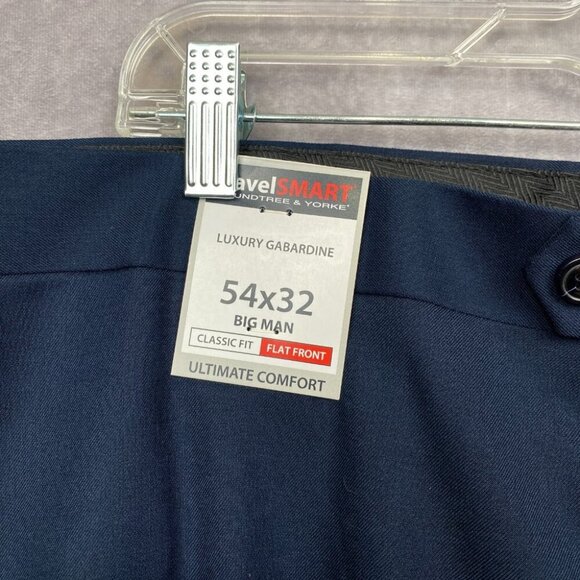 avelSMART
UNDTREE & YORKE
LUXURY GABARDINE
54x32
BIG MAN
CLASSIC FIT FLAT FRONT
ULTIMATE COMFORT